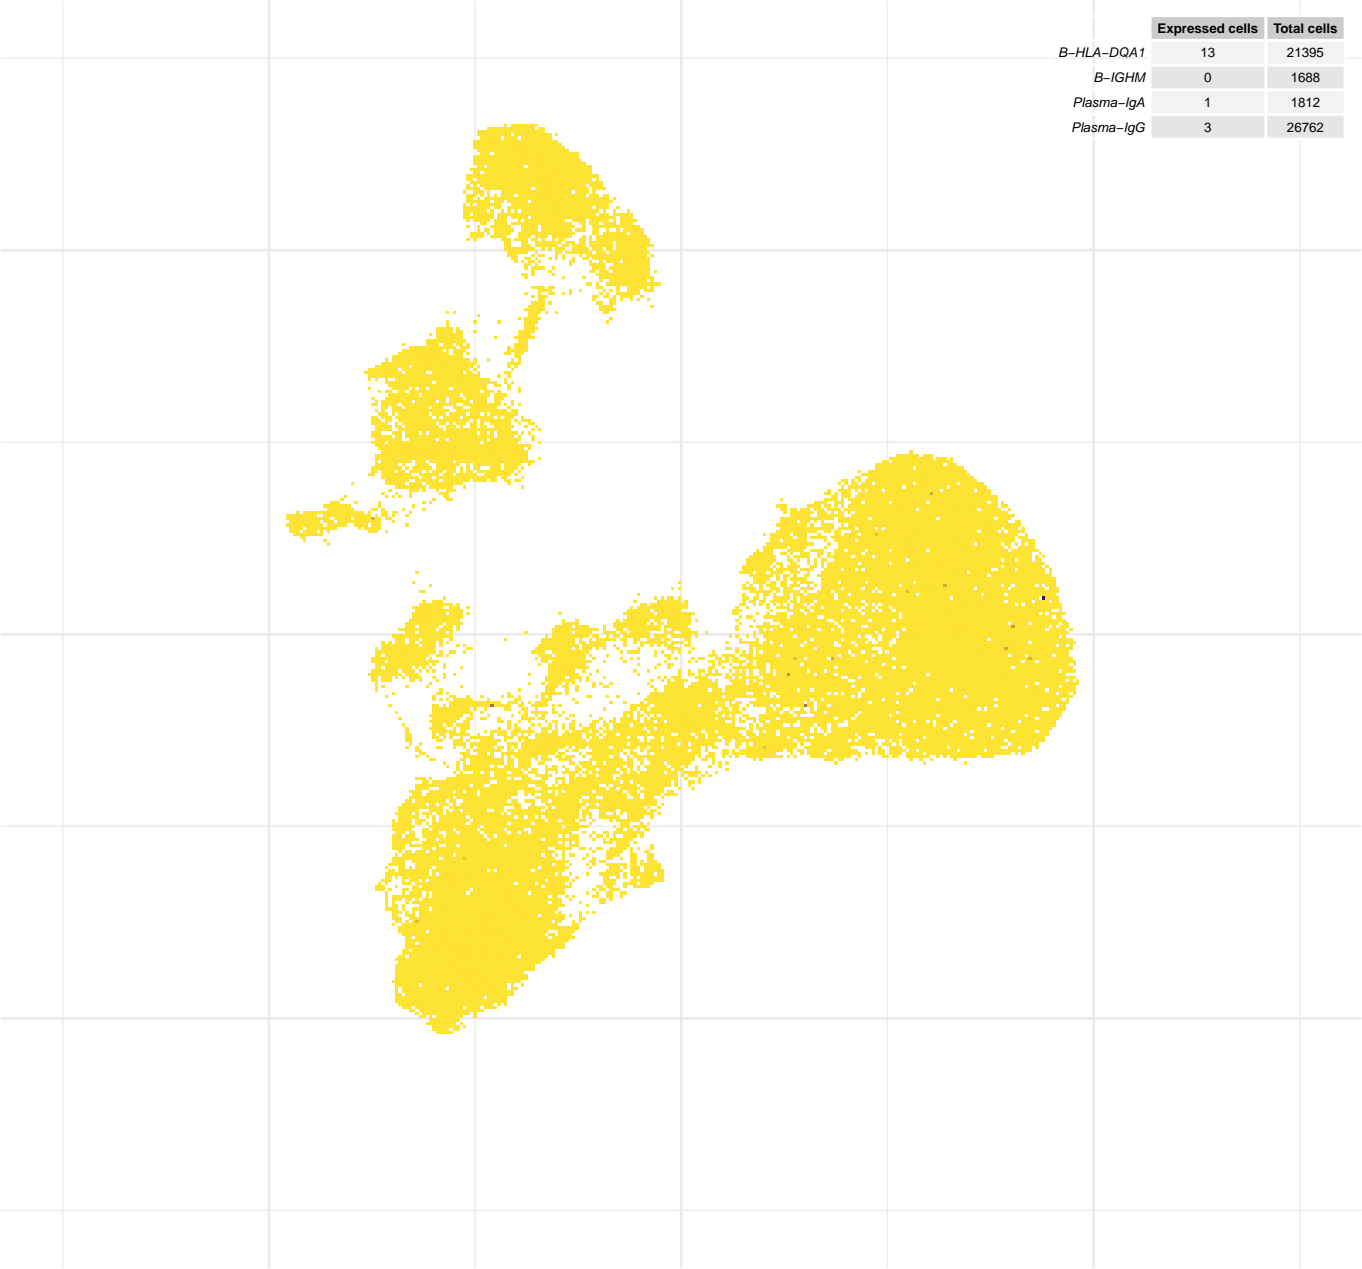 Expressed cells Total cells
B−HLA−DQA1 13 21395
B−IGHM 0 1688
Plasma−IgA 1 1812
Plasma−IgG 3 26762